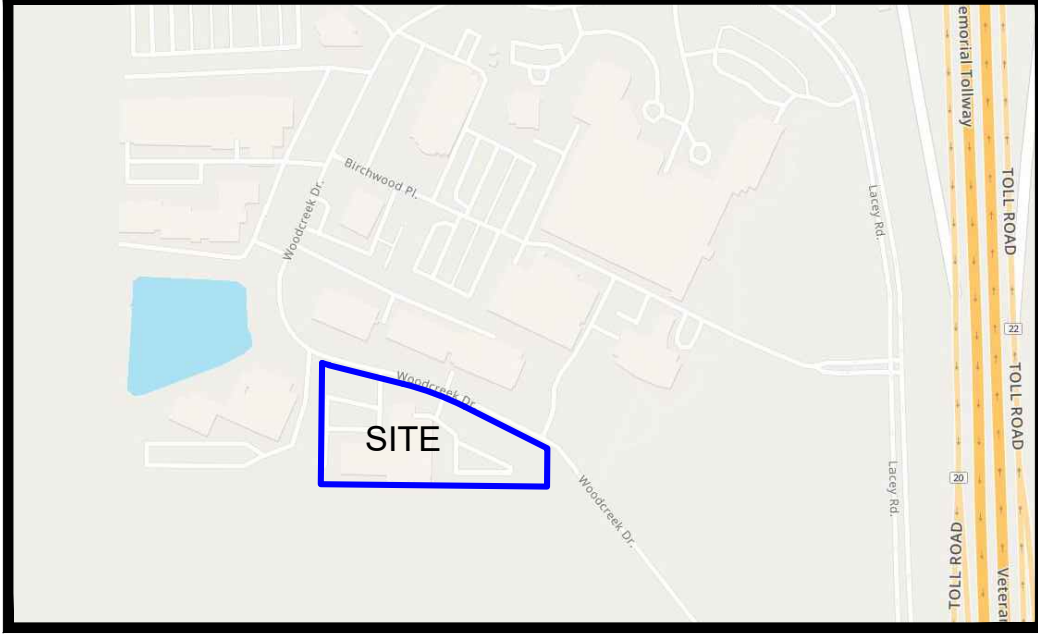 emorial Tollway
Birchwood Pl.
Woodcreek Dr.
Lacey Rd.
TOLL ROAD
22
TOLL ROAD
Woodcreek Dr.
SITE
Woodcreek Dr.
Lacey Rd.
20
TOLL ROAD
Vetera